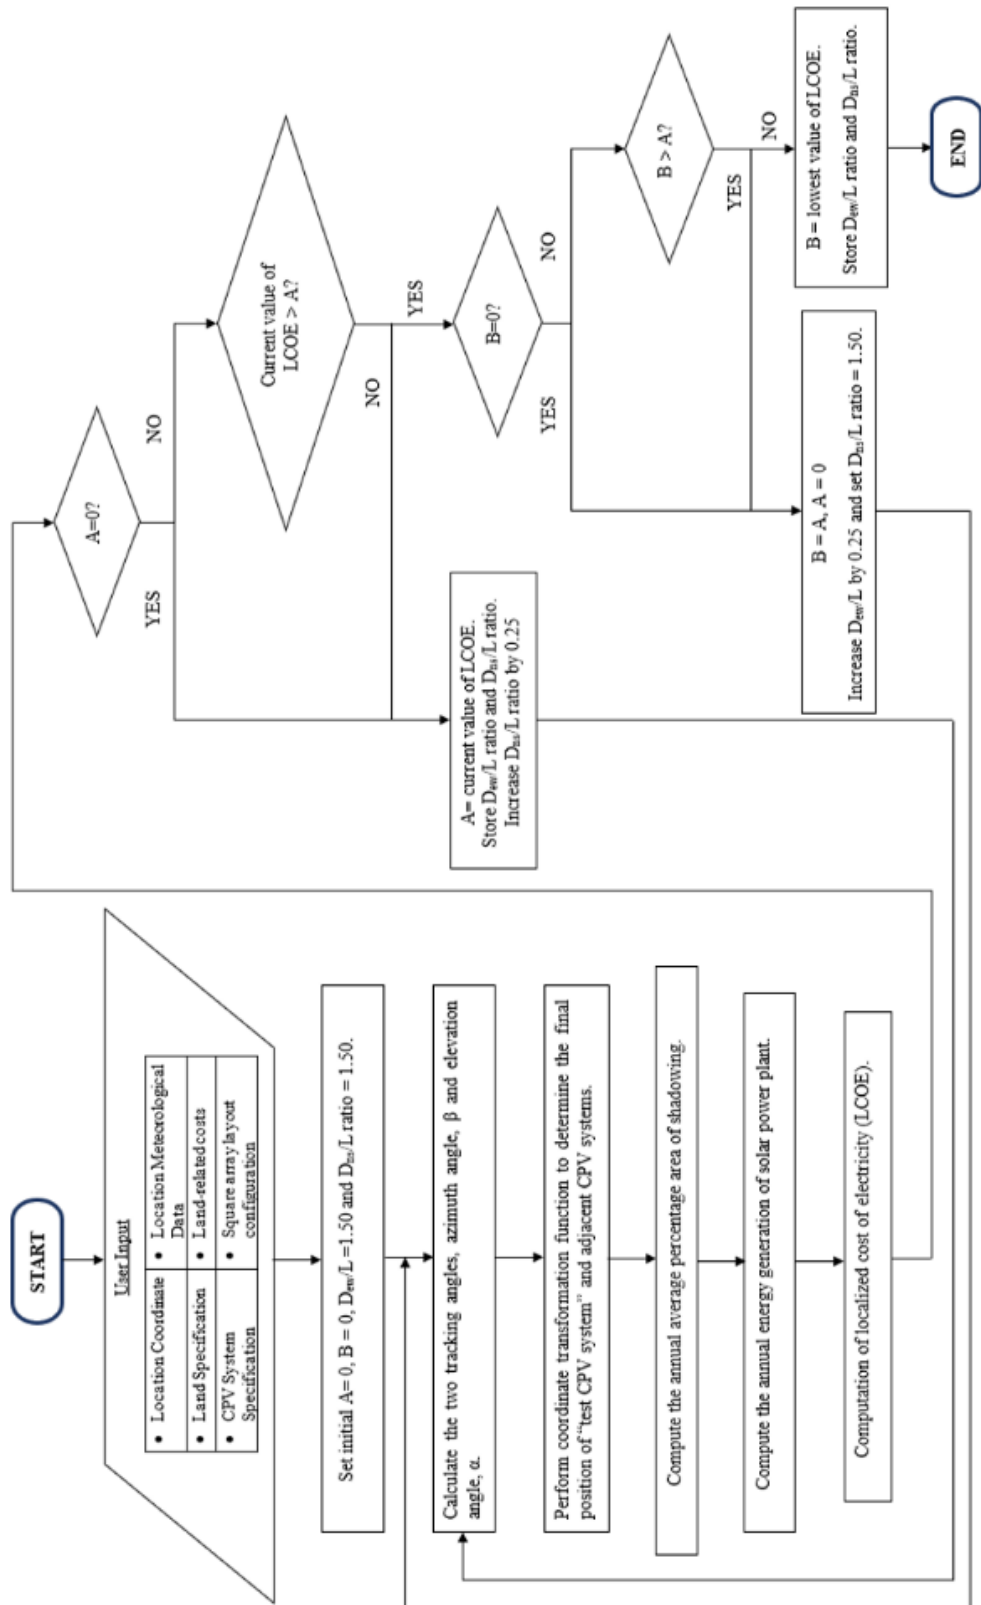 START
User Input
• Location Coordinate
• Location Meteorological
Data
• Land Specification
• Land-related costs
• CPV System
Specification
• Square array layout
configuration
Set initial A= 0, B = 0, Dew/L=1.50 and Dns/L ratio = 1.50.
Calculate the two tracking angles, azimuth angle, β and elevation
angle, α.
Perform coordinate transformation function to determine the final
position of “test CPV system” and adjacent CPV systems.
Compute the annual average percentage area of shadowing.
Compute the annual energy generation of solar power plant.
Computation of localized cost of electricity (LCOE).
A=0?
YES
NO
Current value of
LCOE > A?
NO
YES
A= current value of LCOE.
Store Dew/L ratio and Dns/L ratio.
Increase Dns/L ratio by 0.25
B=0?
YES
NO
B > A?
YES
NO
B = A, A = 0
Increase Dew/L by 0.25 and set Dns/L ratio = 1.50.
B = lowest value of LCOE.
Store Dew/L ratio and Dns/L ratio.
END